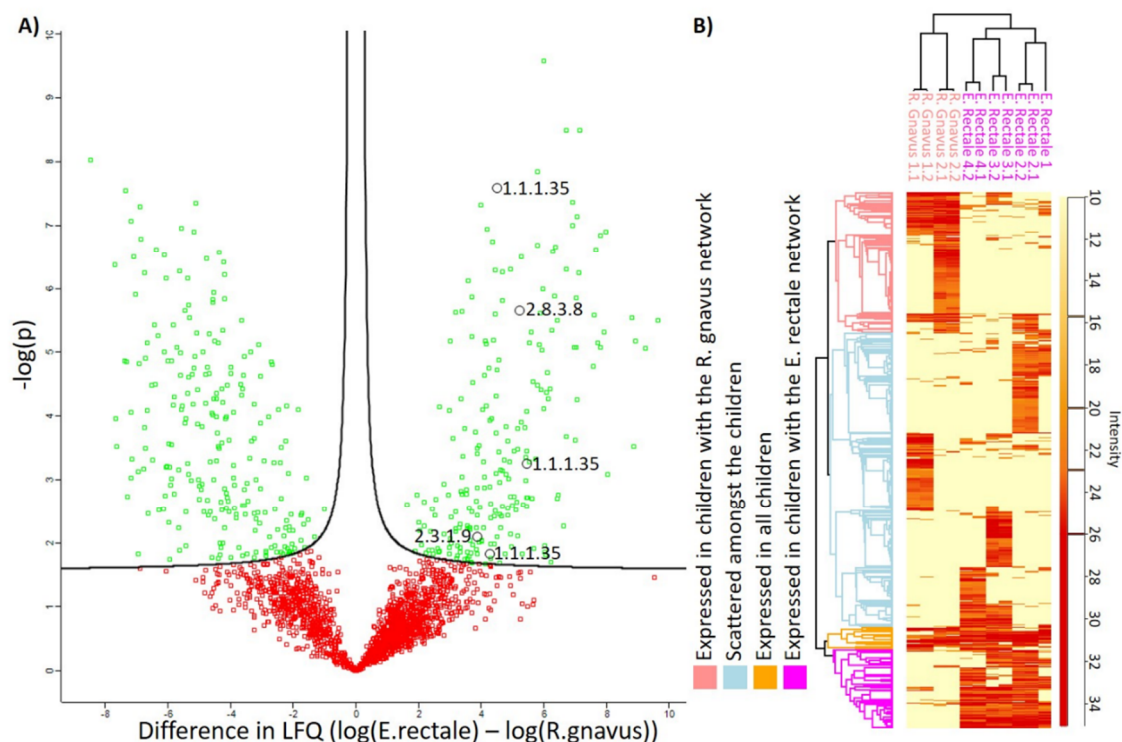 A)
10
9
8
7
6
5
4
3
2
1
0
-log(p)
1.1.1.35
2.8.3.8
1.1.1.35
2.3.1.9
1.1.1.35
-8
-6
-4
-2
0
2
4
6
8
10
Difference in LFQ (log(E.rectale) – log(R.gnavus))
B)
R. Gnavus 1.1
R. Gnavus 1.2
R. Gnavus 2.1
R. Gnavus 2.2
E. Rectale 4.2
E. Rectale 4.1
E. Rectale 3.2
E. Rectale 3.1
E. Rectale 2.2
E. Rectale 2.1
E. Rectale 1
Expressed in children with the R. gnavus network
Scattered amongst the children
Expressed in all children
Expressed in children with the E. rectale network
10
12
14
16
18
20
22
24
26
28
30
32
34
Intensity